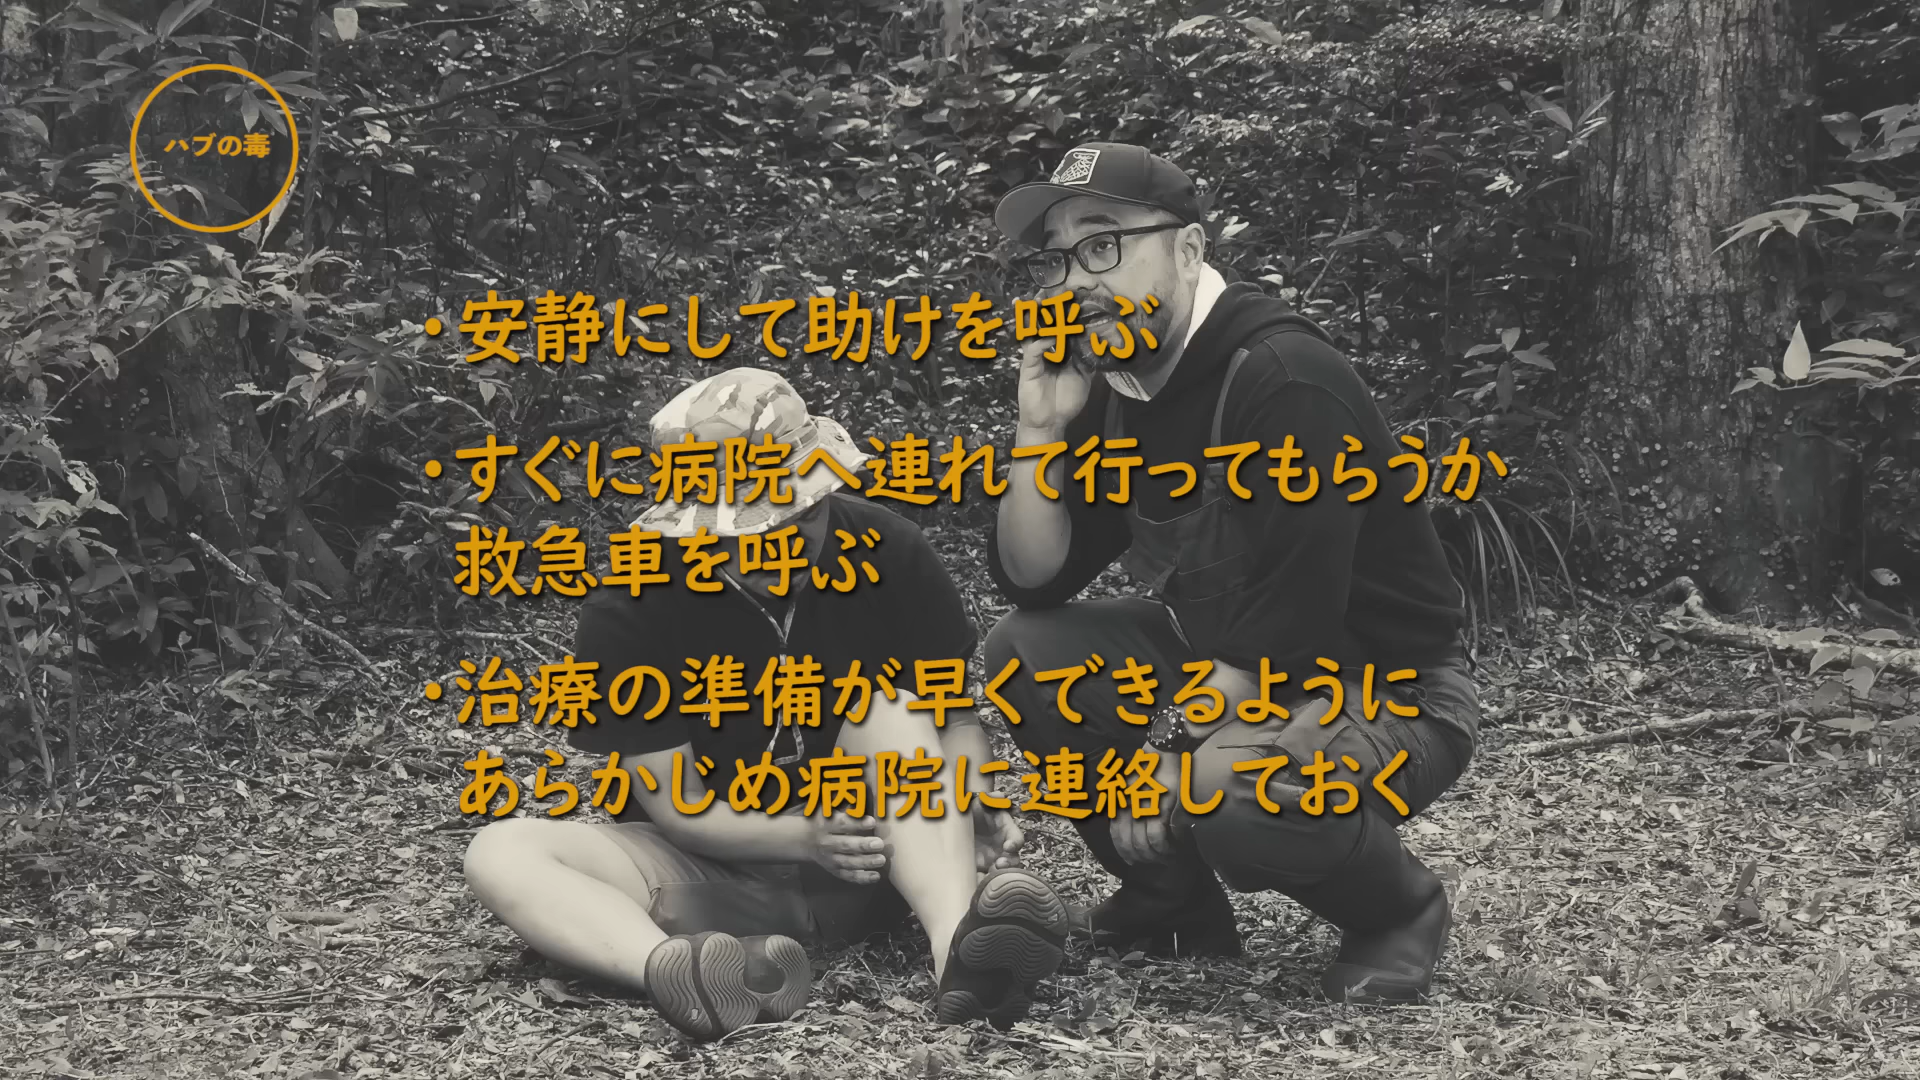 ハブの毒
・安静にして助けを呼ぶ
・すぐに病院へ連れて行ってもらうか
救急車を呼ぶ
・治療の準備が早くできるように
あらかじめ病院に連絡しておく